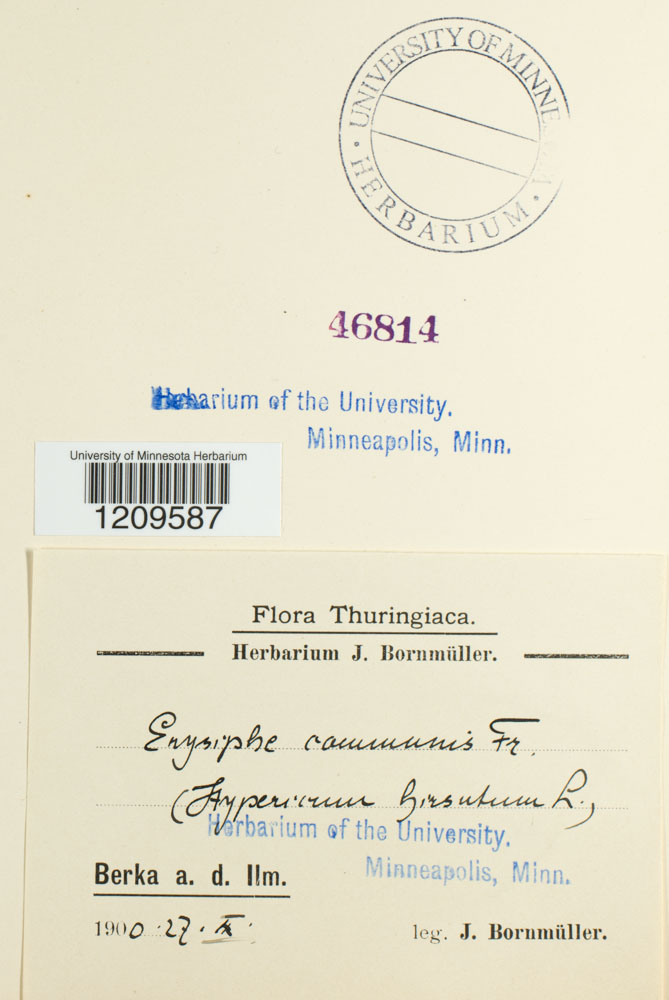 UNIVERSITY OF MINNE
HERBARIUM
46814
Herbarium of the University.
Minneapolis, Minn.
University of Minnesota Herbarium
1209587
Flora Thuringiaca.
Herbarium J. Bornmüller.
Erysiphe communis Fr.
(Hypericum hirsutum L.)
Herbarium of the University.
Minneapolis, Minn.
Berka a. d. Ilm.
1900 27.
leg. J. Bornmüller.